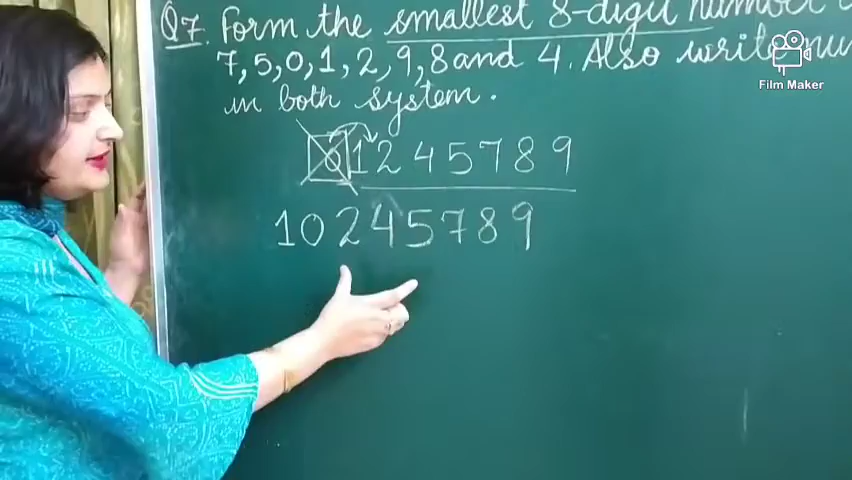 Q7. Form the smallest 8-digit number
7,5,0,1,2,9,8 and 4. Also write
in both system.
01245789
10245789
Film Maker